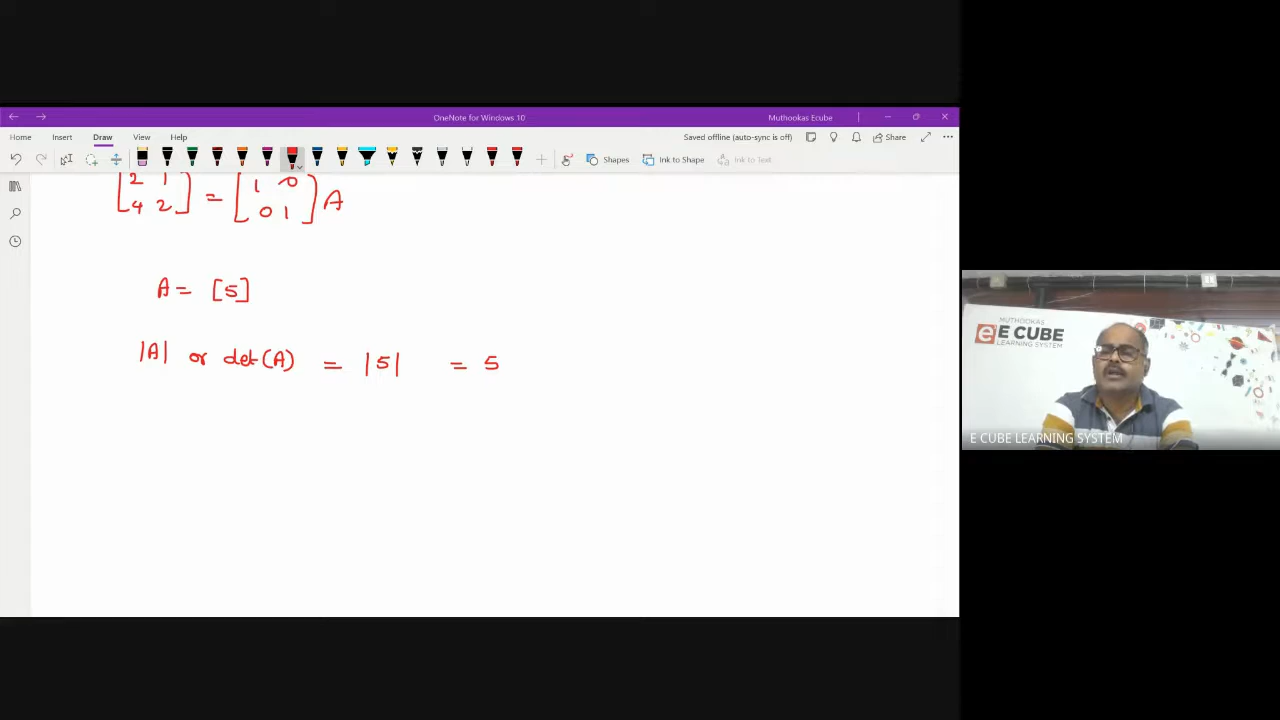 OneNote for Windows 10
Muthookas Ecube
Home Insert Draw View Help
Saved offline (auto-sync is off)
Share
Shapes
Ink to Shape
Ink to Text
[2 1 = [1 0
4 2] 0 1] A
A = [5]
|A| or det(A) = |5| = 5
MUTHOOKAS
e E CUBE
LEARNING SYSTEM
E CUBE LEARNING SYSTEM